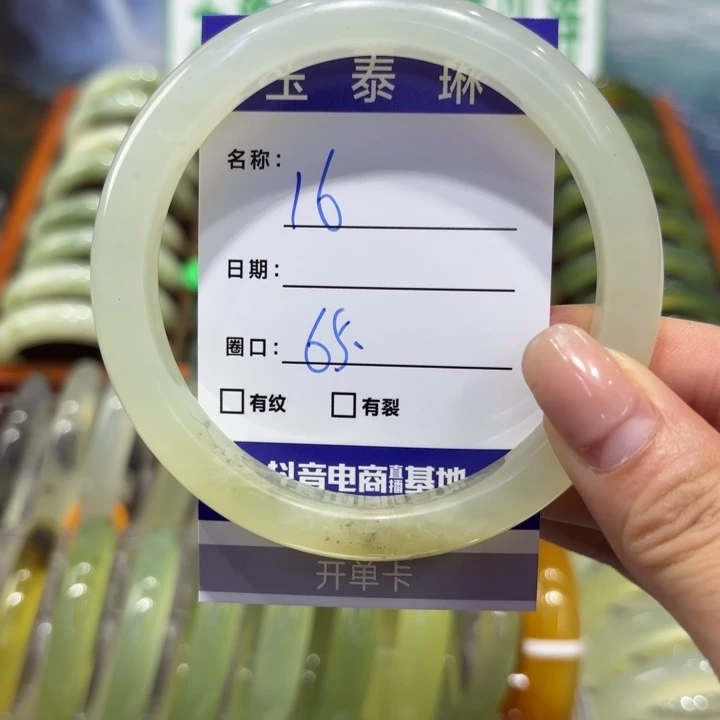 玉泰琳
名称：16
日期：
圈口：65.
有纹 有裂
抖音电商直播基地
开单卡